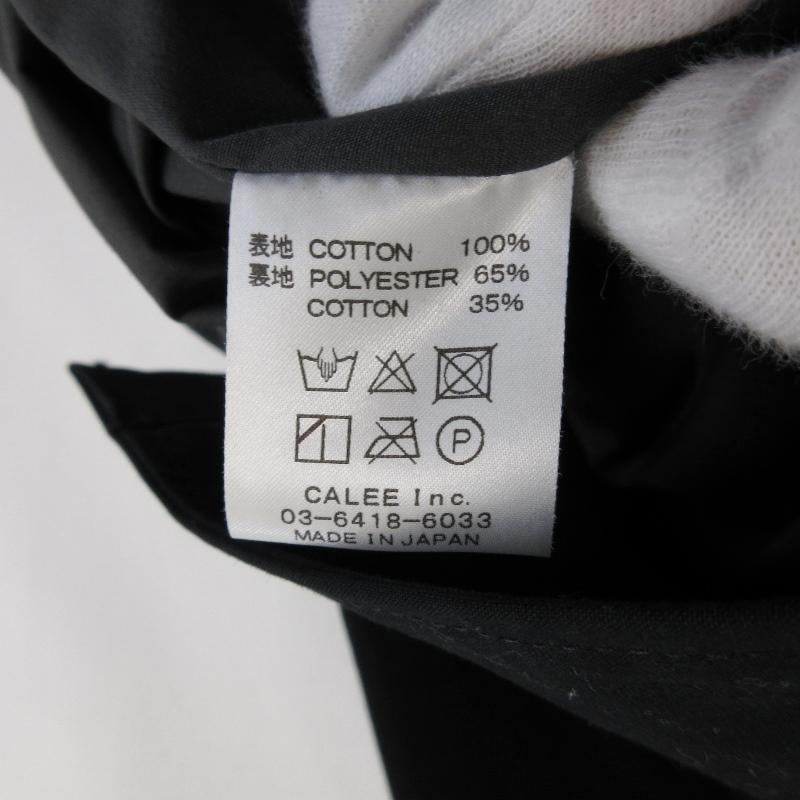 表地 COTTON 100%
裏地 POLYESTER 65%
COTTON 35%
P
CALEE Inc.
03-6418-6033
MADE IN JAPAN